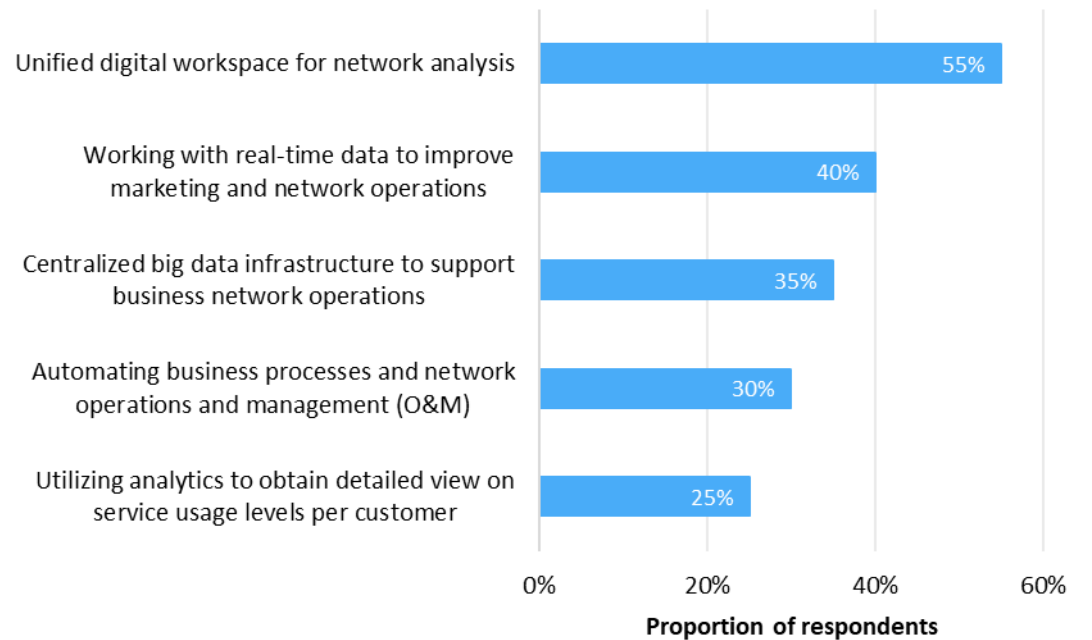 Unified digital workspace for network analysis
55%
Working with real-time data to improve
marketing and network operations
40%
Centralized big data infrastructure to support
business network operations
35%
Automating business processes and network
operations and management (O&M)
30%
Utilizing analytics to obtain detailed view on
service usage levels per customer
25%
0%
20%
40%
60%
Proportion of respondents